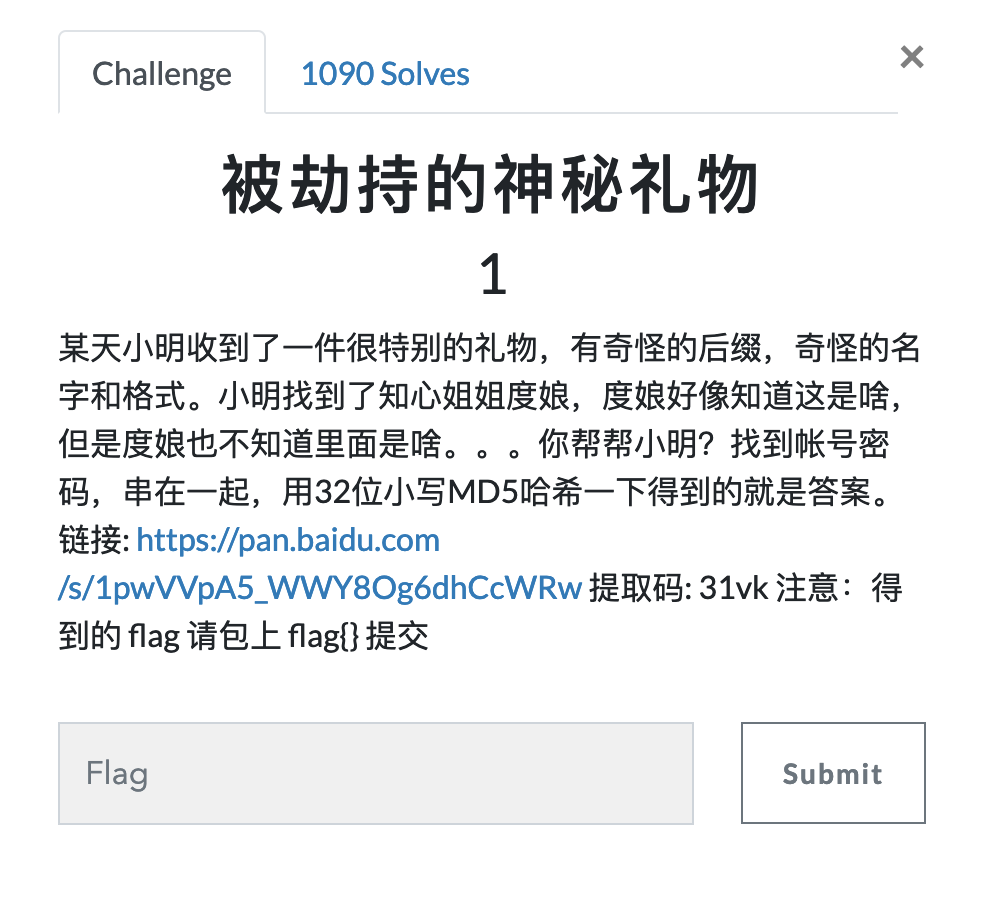 Challenge
1090 Solves
×
被劫持的神秘礼物
1
某天小明收到了一件很特别的礼物，有奇怪的后缀，奇怪的名
字和格式。小明找到了知心姐姐度娘，度娘好像知道这是啥，
但是度娘也不知道里面是啥。。。你帮帮小明？找到帐号密
码，串在一起，用32位小写MD5哈希一下得到的就是答案。
链接: https://pan.baidu.com
/s/1pwVVpA5_WWY8Og6dhCcWRw 提取码: 31vk 注意：得
到的 flag 请包上 flag{} 提交
Flag
Submit